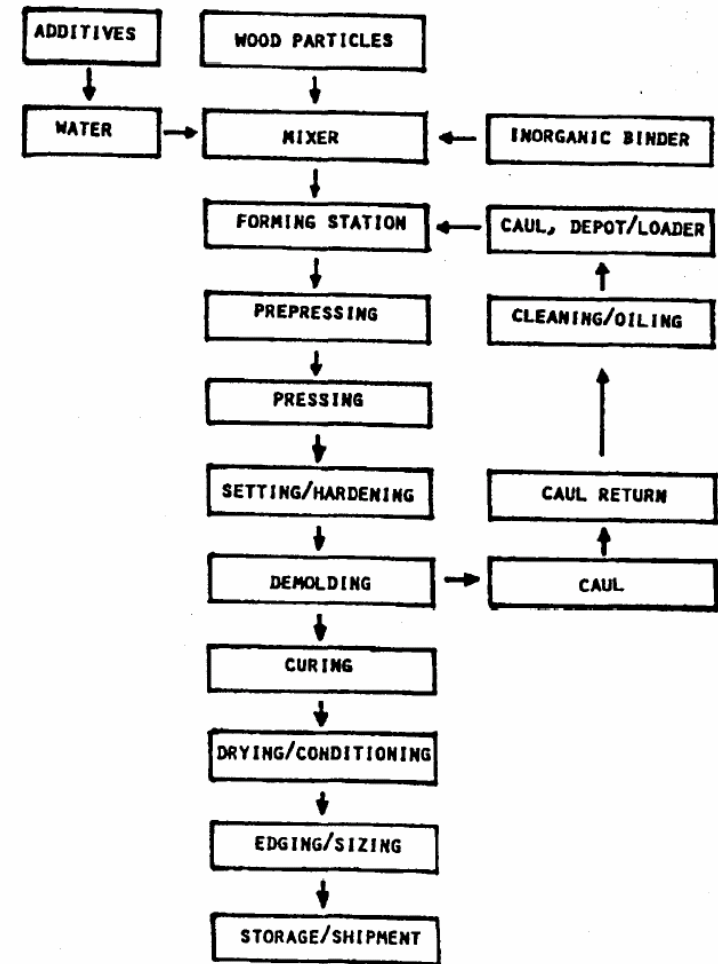 ADDITIVES
WOOD PARTICLES
WATER
MIXER
INORGANIC BINDER
FORMING STATION
CAUL, DEPOT/LOADER
PREPRESSING
CLEANING/OILING
PRESSING
SETTING/HARDENING
CAUL RETURN
DEMOLDING
CAUL
CURING
DRYING/CONDITIONING
EDGING/SIZING
STORAGE/SHIPMENT